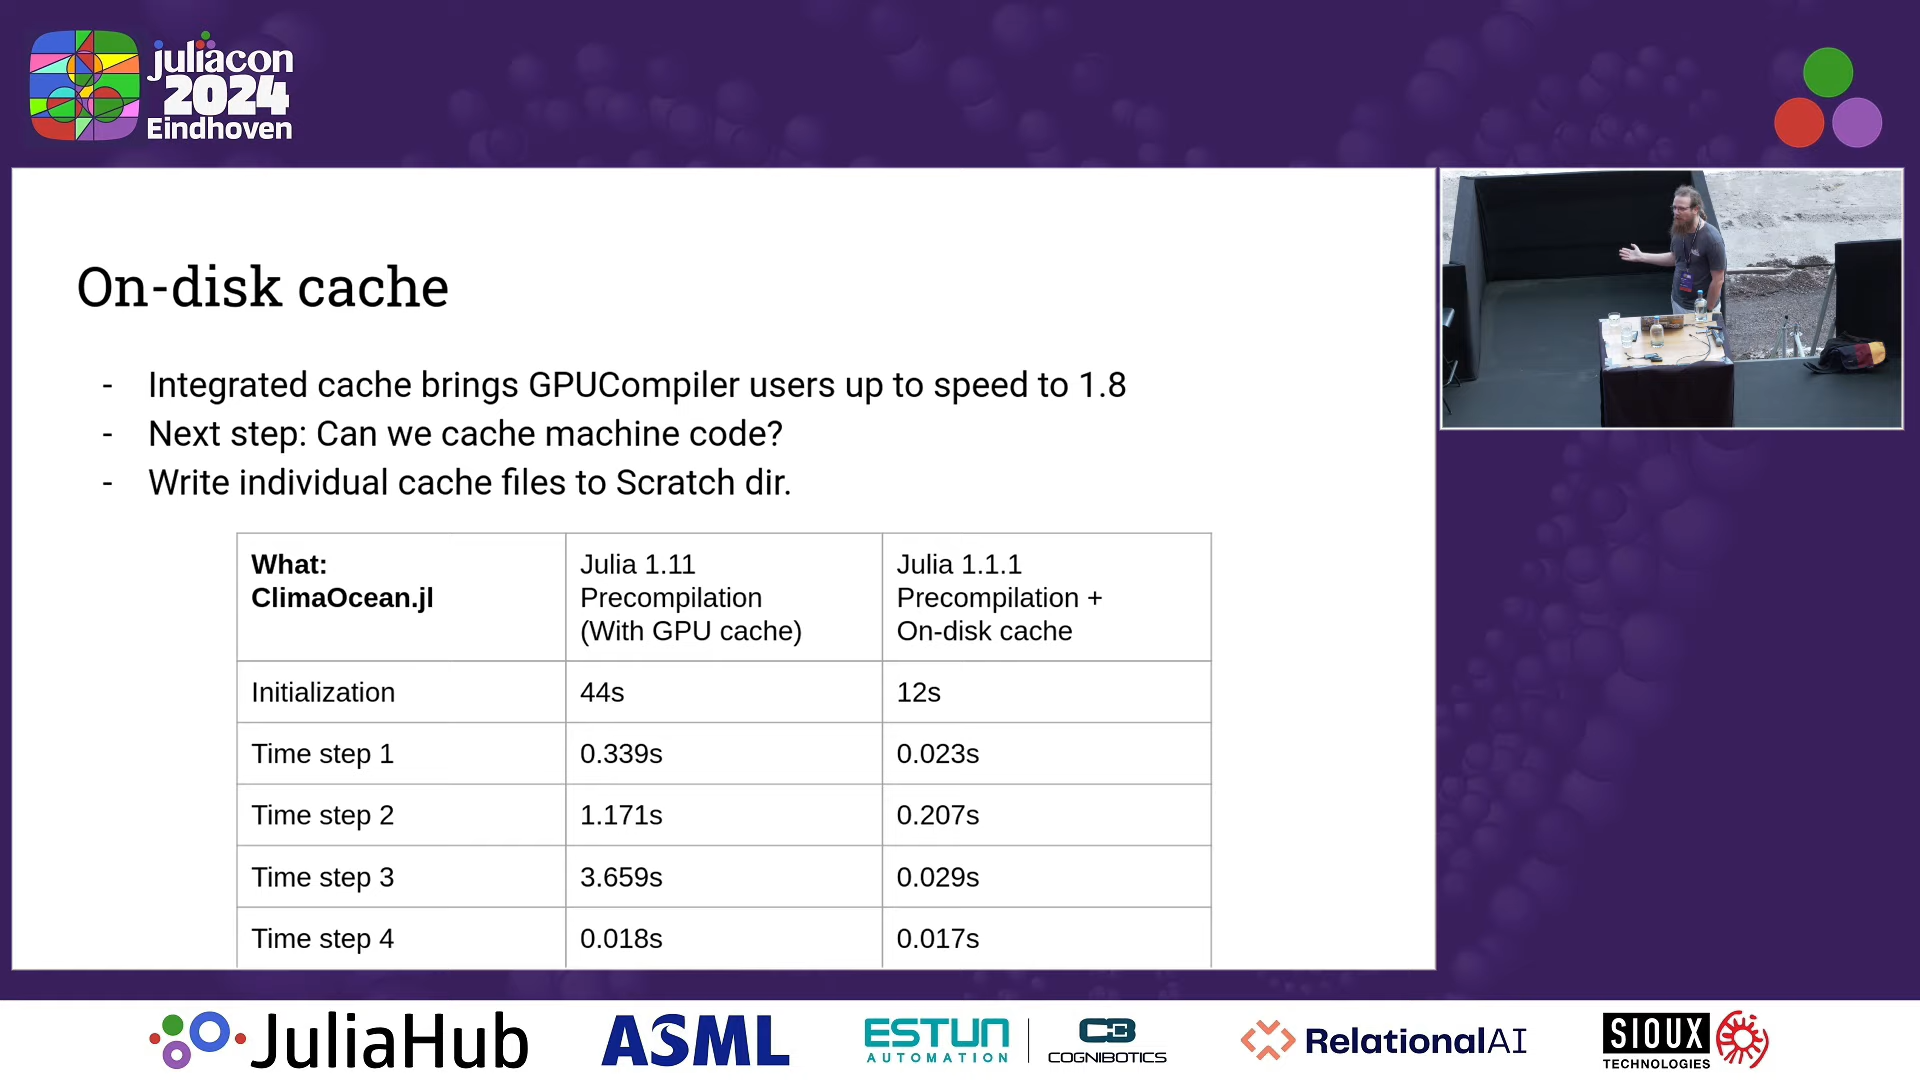 juliacon
2024
Eindhoven
On-disk cache
- Integrated cache brings GPUCompiler users up to speed to 1.8
- Next step: Can we cache machine code?
- Write individual cache files to Scratch dir.
What:
ClimaOcean.jl
Julia 1.11
Precompilation
(With GPU cache)
Julia 1.1.1
Precompilation +
On-disk cache
Initialization
44s
12s
Time step 1
0.339s
0.023s
Time step 2
1.171s
0.207s
Time step 3
3.659s
0.029s
Time step 4
0.018s
0.017s
JuliaHub
ASML
ESTUN
AUTOMATION
COGNIBOTICS
RelationalAI
SIOUX
TECHNOLOGIES